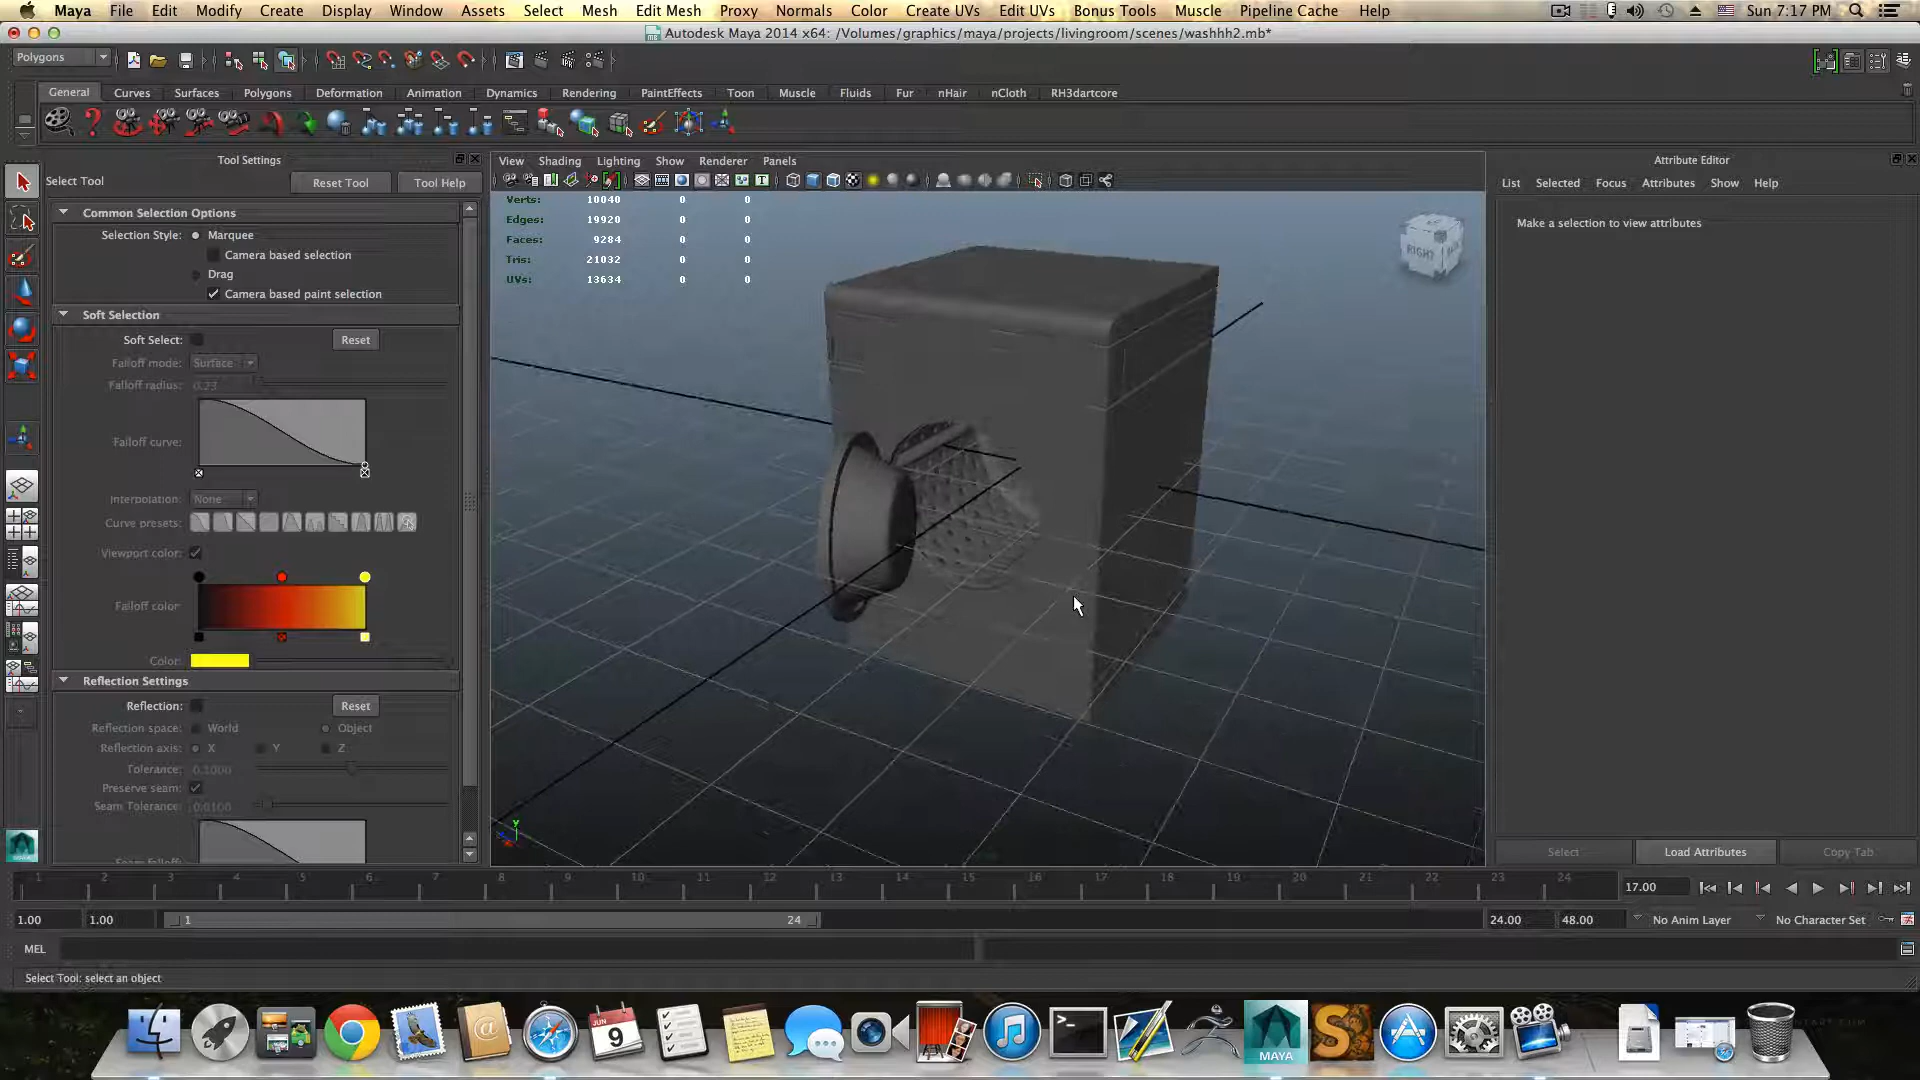 Maya File Edit Modify Create Display Window Assets Select Mesh Edit Mesh Proxy Normals Color Create UVs Edit UVs Bonus Tools Muscle Pipeline Cache Help Sun 7:17 PM
Autodesk Maya 2014 x64: /Volumes/graphics/maya/projects/livingroom/scenes/washhh2.mb*
Polygons
General Curves Surfaces Polygons Deformation Animation Dynamics Rendering PaintEffects Toon Muscle Fluids Fur nHair nCloth RH3dartcore
Tool Settings
Select Tool Reset Tool Tool Help
Common Selection Options
Selection Style: Marquee
Camera based selection
Drag
Camera based paint selection
Soft Selection
Soft Select: Reset
Falloff mode: Surface
Falloff radius: 0.23
Falloff curve:
Interpolation: None
Curve presets:
Viewport color:
Falloff color:
Color:
Reflection Settings
Reflection: Reset
Reflection space: World Object
Reflection axis: X Y Z
Tolerance: 0.1000
Preserve seam:
Seam Tolerance: 0.0100
View Shading Lighting Show Renderer Panels
Verts: 10040 0 0
Edges: 19920 0 0
Faces: 9284 0 0
Tris: 21032 0 0
UVs: 13634 0 0
RIGHT
y
Attribute Editor
List Selected Focus Attributes Show Help
Make a selection to view attributes
Select Load Attributes Copy Tab
1 2 3 4 5 6 7 8 9 10 11 12 13 14 15 16 17 18 19 20 21 22 23 24 17.00
1.00 1.00 1 24 24.00 48.00 No Anim Layer No Character Set
MEL
Select Tool: select an object
JUN
9
MAYA